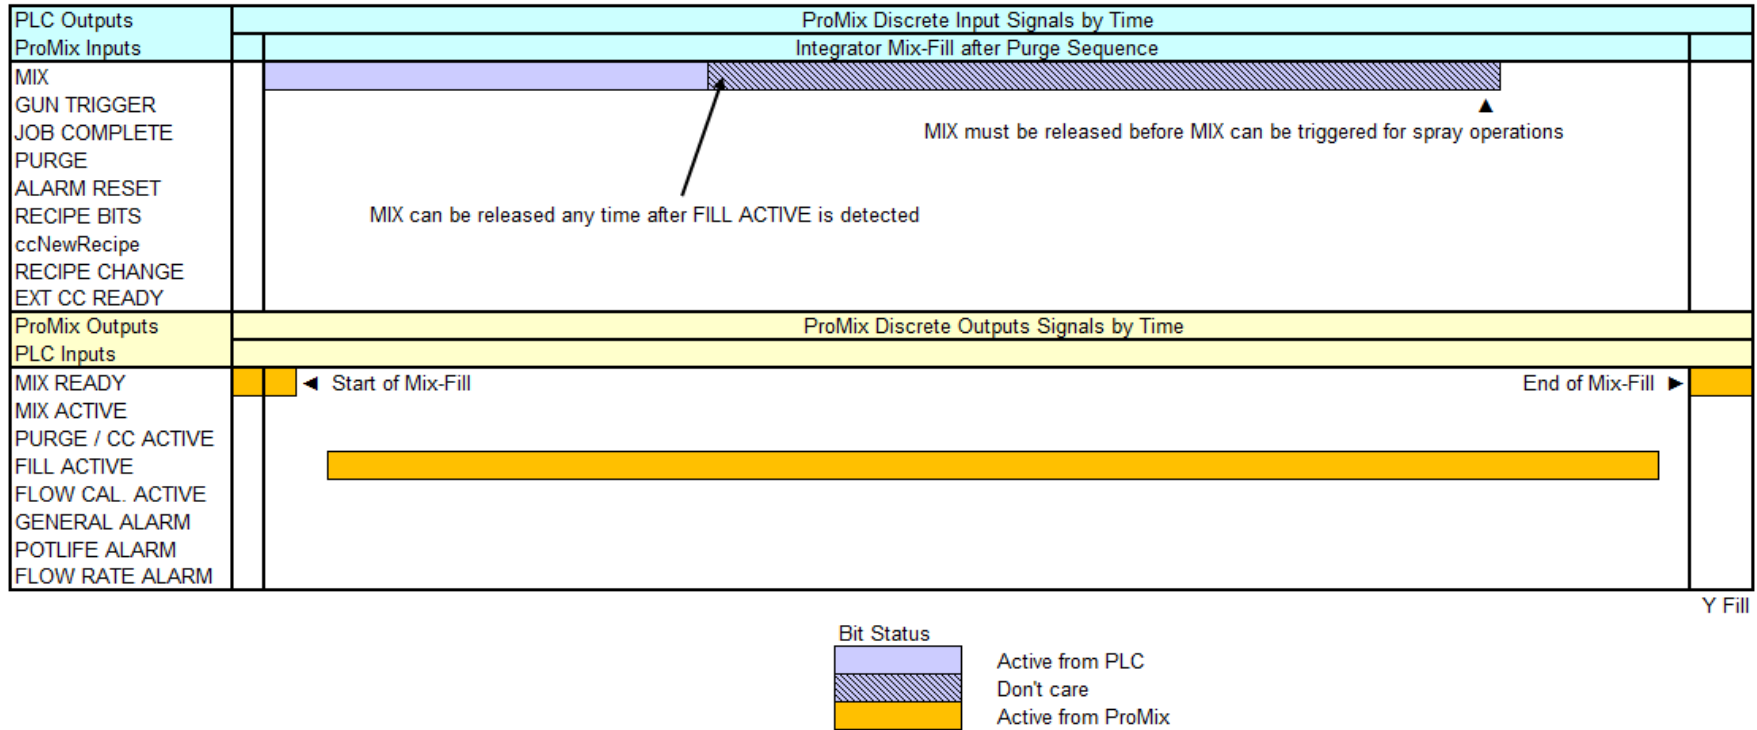 PLC Outputs
ProMix Discrete Input Signals by Time
ProMix Inputs
Integrator Mix-Fill after Purge Sequence
MIX
GUN TRIGGER
JOB COMPLETE
MIX must be released before MIX can be triggered for spray operations
PURGE
ALARM RESET
RECIPE BITS
MIX can be released any time after FILL ACTIVE is detected
ccNewRecipe
RECIPE CHANGE
EXT CC READY
ProMix Outputs
ProMix Discrete Outputs Signals by Time
PLC Inputs
MIX READY
Start of Mix-Fill
End of Mix-Fill
MIX ACTIVE
PURGE / CC ACTIVE
FILL ACTIVE
FLOW CAL. ACTIVE
GENERAL ALARM
POTLIFE ALARM
FLOW RATE ALARM
Y Fill
Bit Status
Active from PLC
Don't care
Active from ProMix